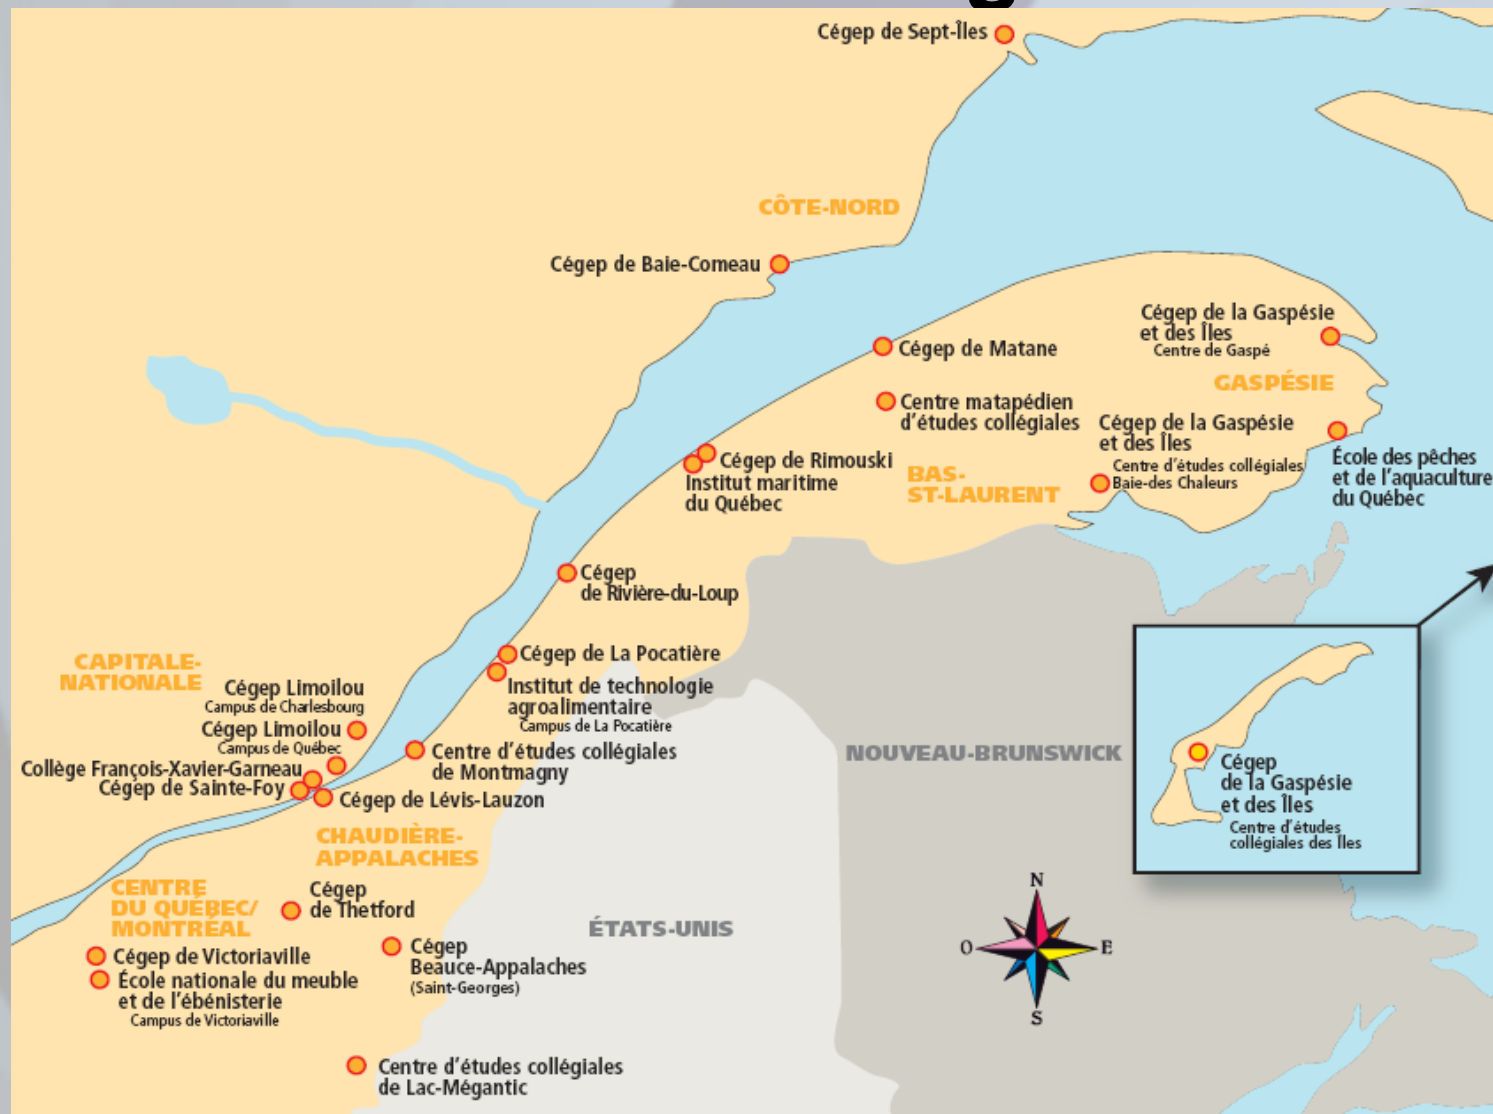 Cégep de Sept-Îles
CÔTE-NORD
Cégep de Baie-Comeau
Cégep de la Gaspésie
et des Îles
Centre de Gaspé
Cégep de Matane
GASPÉSIE
Centre matapédien
d'études collégiales
Cégep de la Gaspésie
et des Îles
Centre d'études collégiales
Baie-des Chaleurs
École des pêches
et de l'aquaculture
du Québec
Cégep de Rimouski
Institut maritime
du Québec
BAS-
ST-LAURENT
Cégep
de Rivière-du-Loup
Cégep de La Pocatière
Institut de technologie
agroalimentaire
Campus de La Pocatière
CAPITALE-
NATIONALE
Cégep Limoilou
Campus de Charlesbourg
Cégep Limoilou
Campus de Québec
Collège François-Xavier-Garneau
Cégep de Sainte-Foy
Centre d'études collégiales
de Montmagny
Cégep de Lévis-Lauzon
NOUVEAU-BRUNSWICK
Cégep
de la Gaspésie
et des Îles
Centre d'études
collégiales des Îles
CHAUDIÈRE-
APPALACHES
CENTRE
DU QUÉBEC/
MONTRÉAL
Cégep
de Thetford
ÉTATS-UNIS
N
O
E
S
Cégep de Victoriaville
École nationale du meuble
et de l'ébénisterie
Campus de Victoriaville
Cégep
Beauce-Appalaches
(Saint-Georges)
Centre d'études collégiales
de Lac-Mégantic